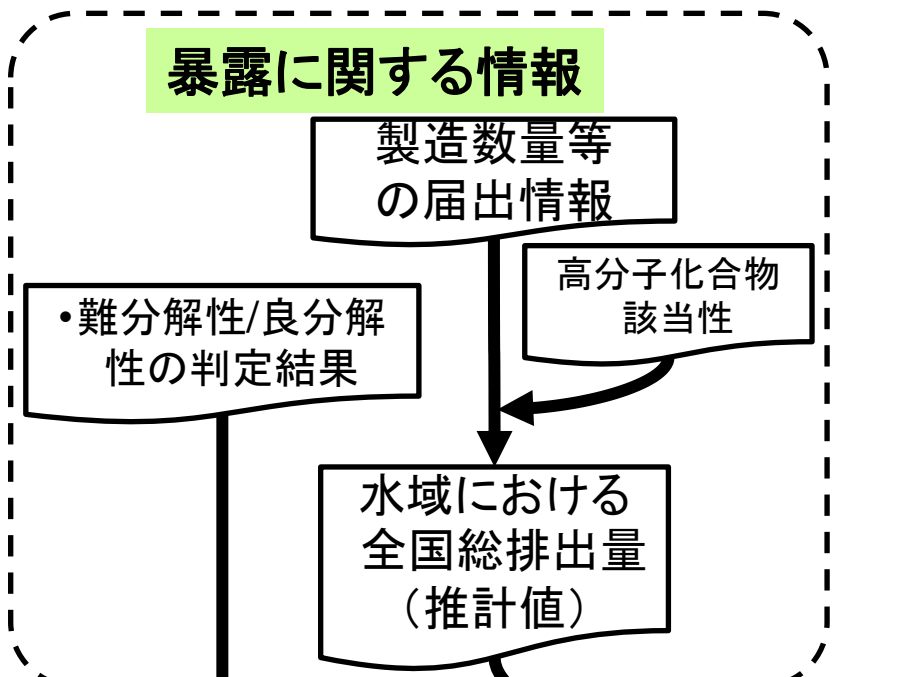 暴露に関する情報
製造数量等
の届出情報
高分子化合物
該当性
•難分解性/良分解
性の判定結果
水域における
全国総排出量
（推計値）